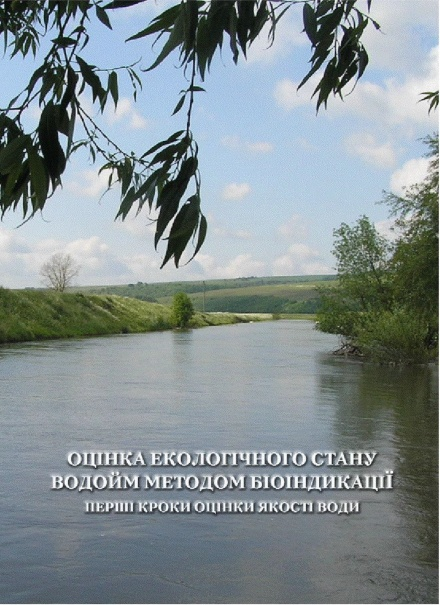 ОЦІНКА ЕКОЛОГІЧНОГО СТАНУ
ВОДОЙМ МЕТОДОМ БІОІНДИКАЦІЇ
ПЕРШІ КРОКИ ОЦІНКИ ЯКОСТІ ВОДИ